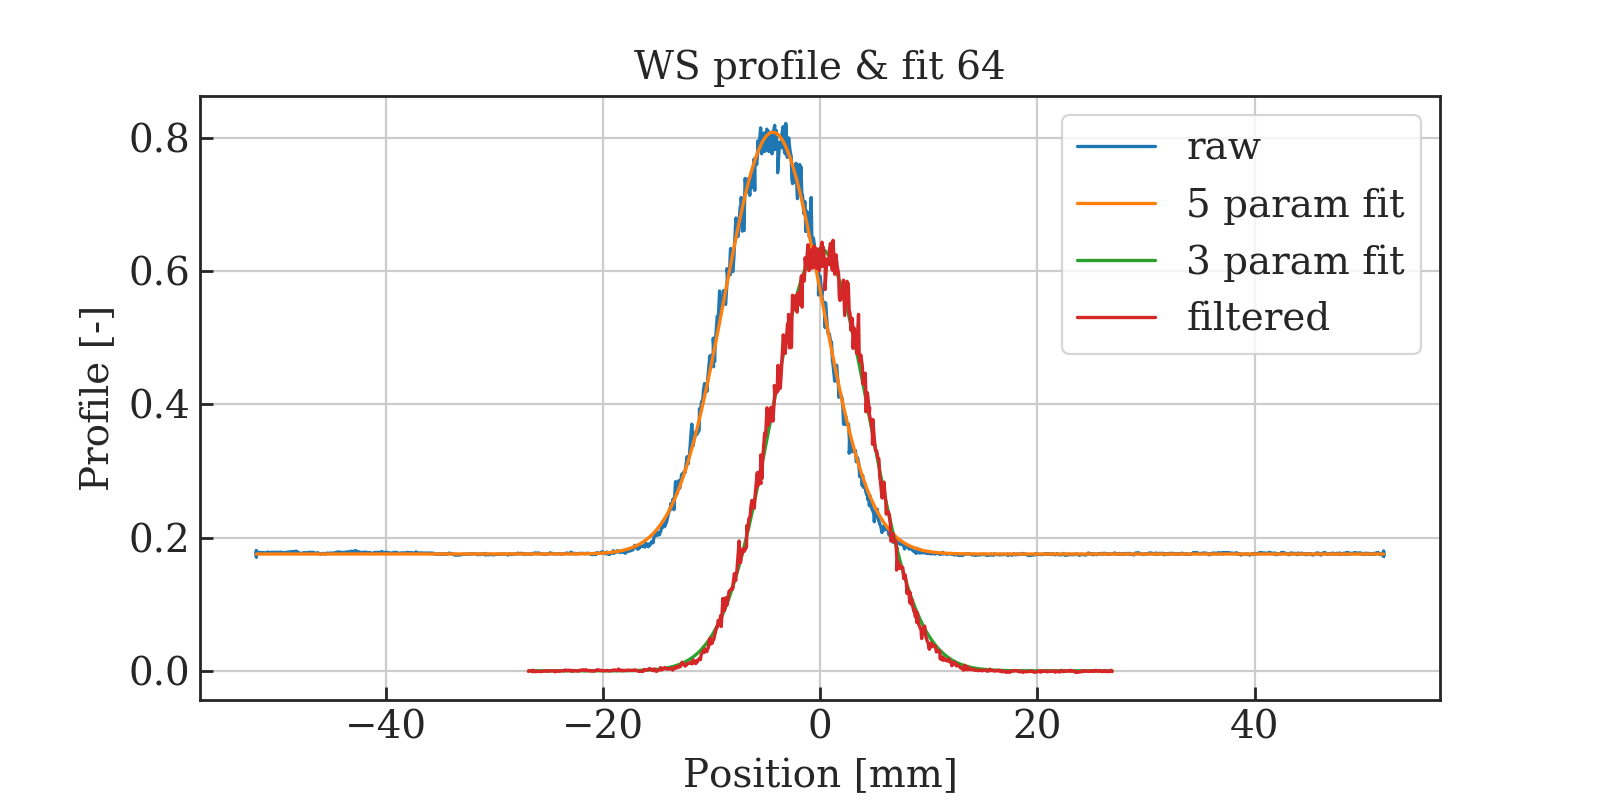 WS profile & fit 64
Profile [-]
0.8
0.6
0.4
0.2
0.0
raw
5 param fit
3 param fit
filtered
−40 −20 0 20 40
Position [mm]